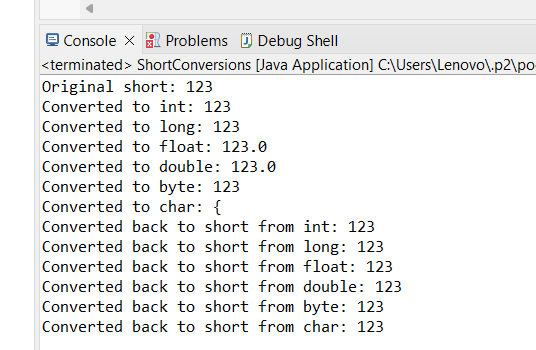 Console Problems Debug Shell
<terminated> ShortConversions [Java Application] C:\Users\Lenovo\.p2\poo
Original short: 123
Converted to int: 123
Converted to long: 123
Converted to float: 123.0
Converted to double: 123.0
Converted to byte: 123
Converted to char: {
Converted back to short from int: 123
Converted back to short from long: 123
Converted back to short from float: 123
Converted back to short from double: 123
Converted back to short from byte: 123
Converted back to short from char: 123